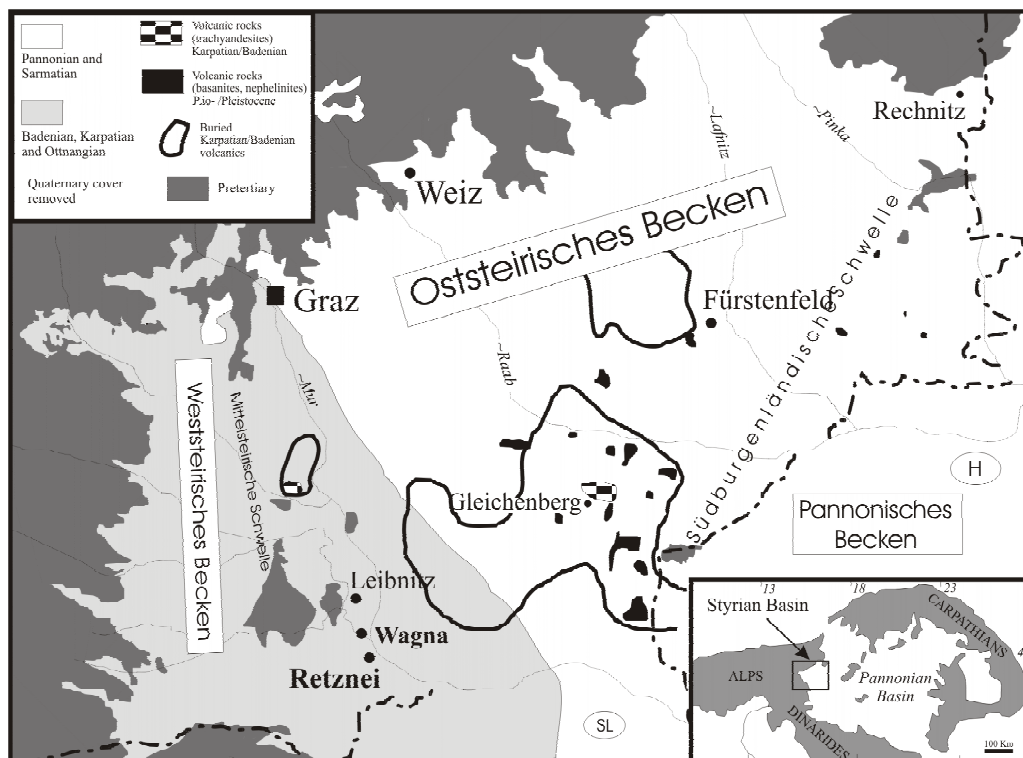 Pannonian and
Sarmatian
Badenian, Karpatian
and Ottnangian
Quaternary cover
removed
Volcanic rocks
(trachyandesites)
Karpatian/Badenian
Volcanic rocks
(basanites, nephelinites)
P.io- /Pleistocene
Buried
Karpatian/Badenian
volcanics
Pretertiary
Rechnitz
~Lafnitz
~Pinka
Weiz
Oststeirisches Becken
Graz
Fürstenfeld
Südburgenländische Schwelle
~Raab
~Mur
Weststeirisches Becken
Mittelsteirische Schwelle
Gleichenberg
H
Pannonisches
Becken
Leibnitz
Wagna
Retznei
SL
13
18
23
Styrian Basin
CARPATHIANS
4
ALPS
Pannonian
Basin
DINARIDES
100 Km